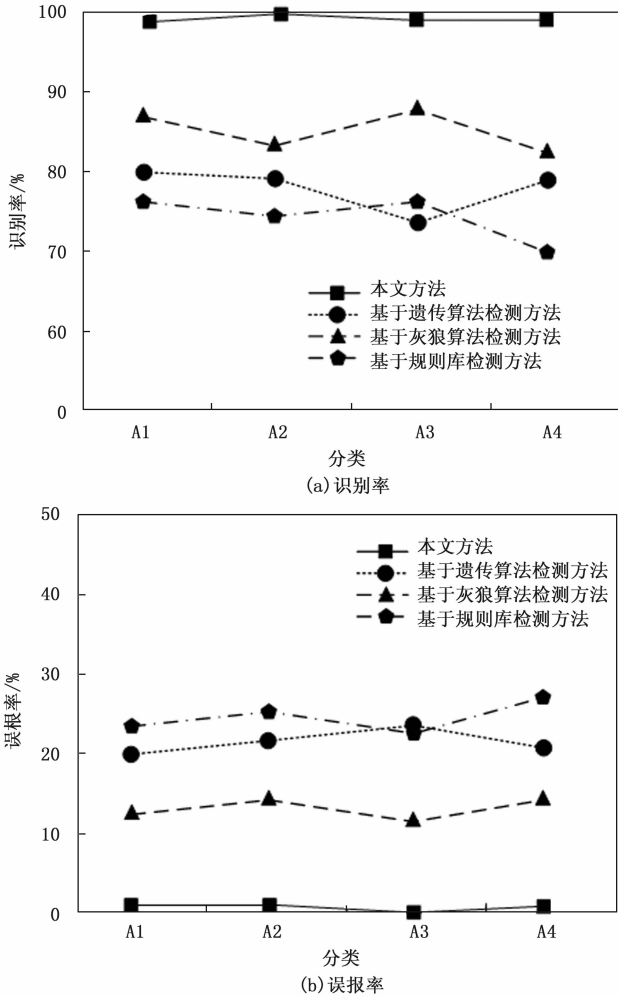 100
90
80
70
60
0
识别率/%
本文方法
基于遗传算法检测方法
基于灰狼算法检测方法
基于规则库检测方法
A1 A2 A3 A4
分类
(a)识别率
50
40
30
20
10
0
误根率/%
本文方法
基于遗传算法检测方法
基于灰狼算法检测方法
基于规则库检测方法
A1 A2 A3 A4
分类
(b)误报率